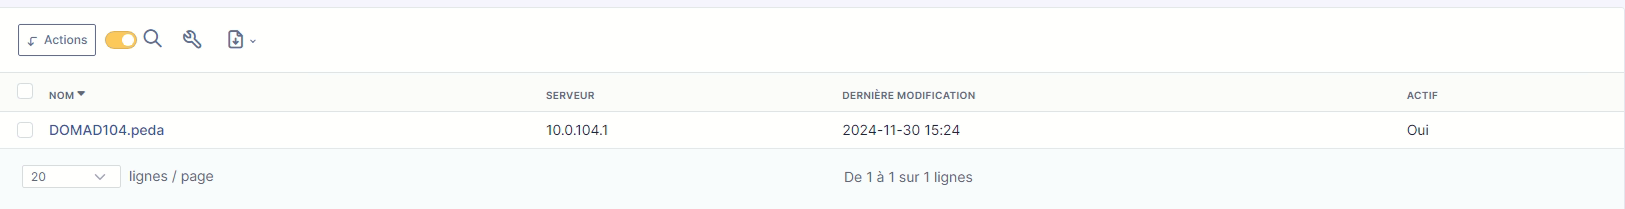 Actions
NOM SERVEUR DERNIÈRE MODIFICATION ACTIF
DOMAD104.peda 10.0.104.1 2024-11-30 15:24 Oui
20 lignes / page De 1 à 1 sur 1 lignes